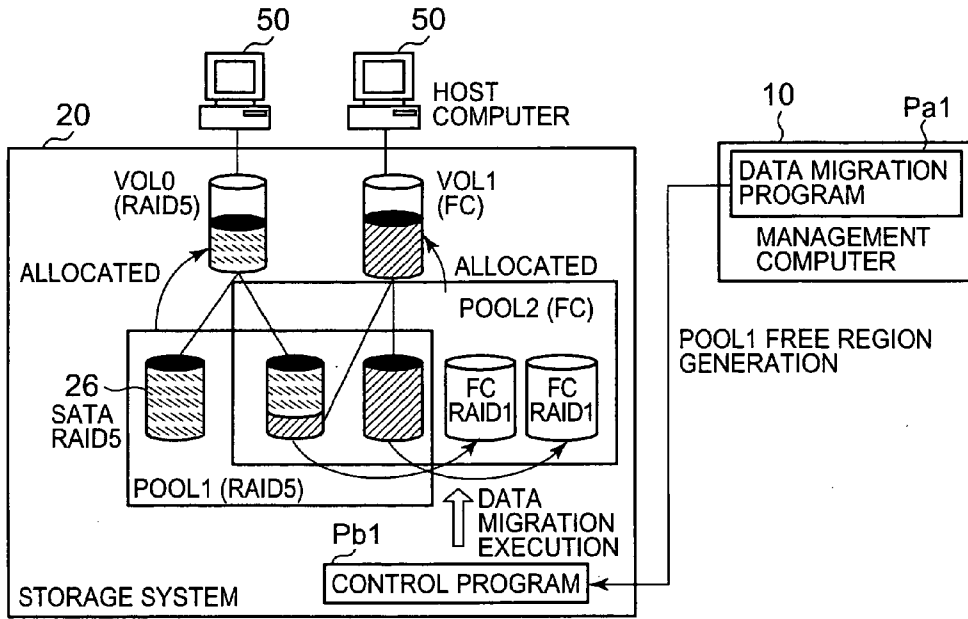 50
50
HOST
COMPUTER
20
10
Pa1
VOL0
(RAID5)
VOL1
(FC)
DATA MIGRATION
PROGRAM
MANAGEMENT
COMPUTER
ALLOCATED
ALLOCATED
POOL2 (FC)
POOL1 FREE REGION
GENERATION
26
SATA
RAID5
FC
RAID1
FC
RAID1
POOL1 (RAID5)
DATA
MIGRATION
EXECUTION
Pb1
CONTROL PROGRAM
STORAGE SYSTEM